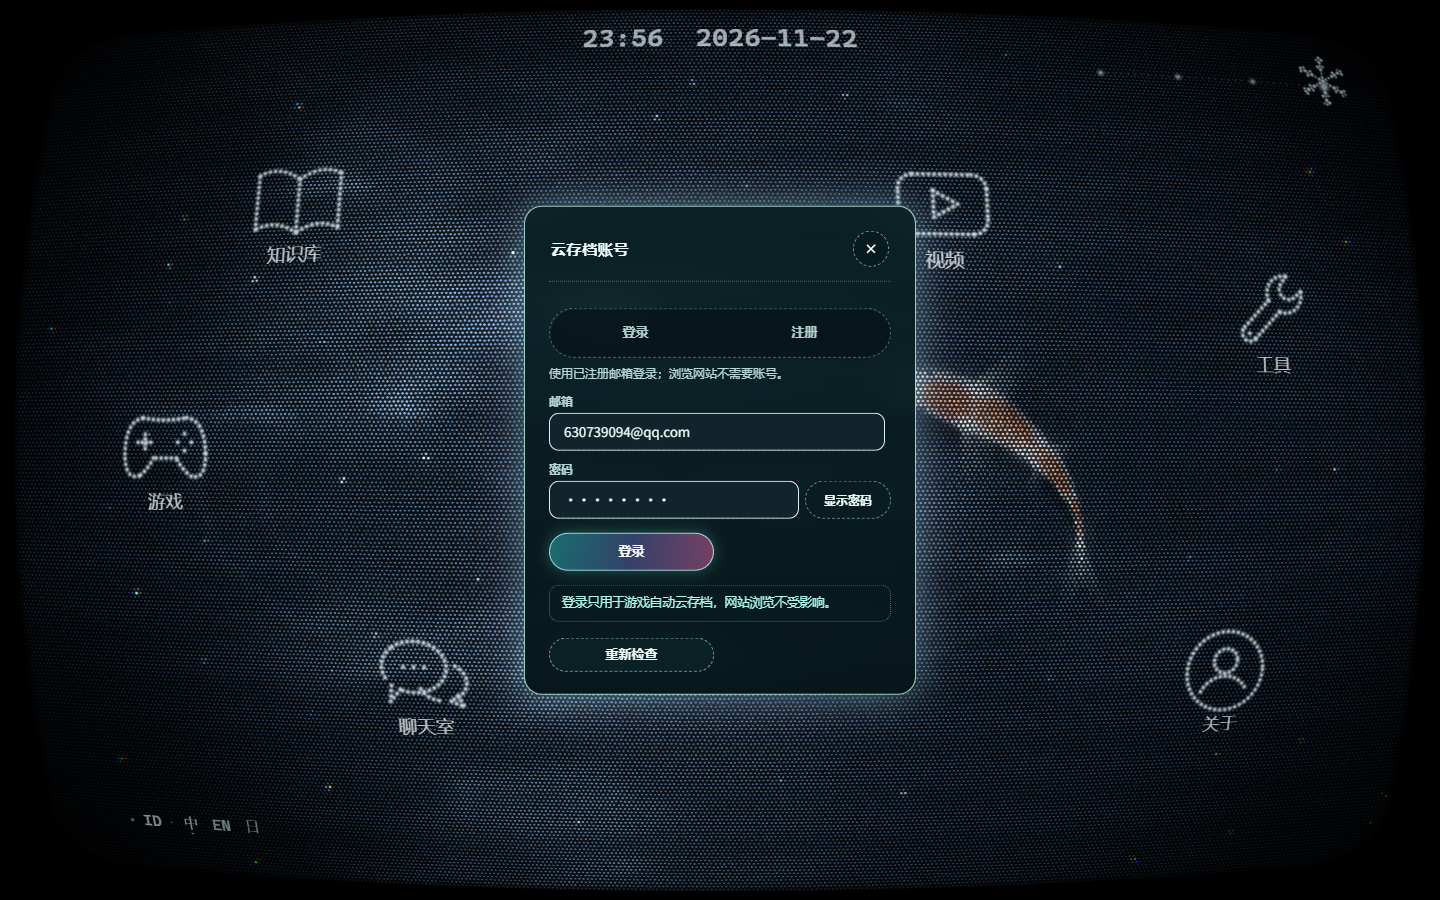 23:56 2026-11-22
知识库
视频
工具
游戏
聊天室
关于
云存档账号
×
登录 注册
使用已注册邮箱登录；浏览网站不需要账号。
邮箱
630739094@qq.com
密码
••••••••
显示密码
登录
登录只用于游戏自动云存档，网站浏览不受影响。
重新检查
· ID · 中 EN 日